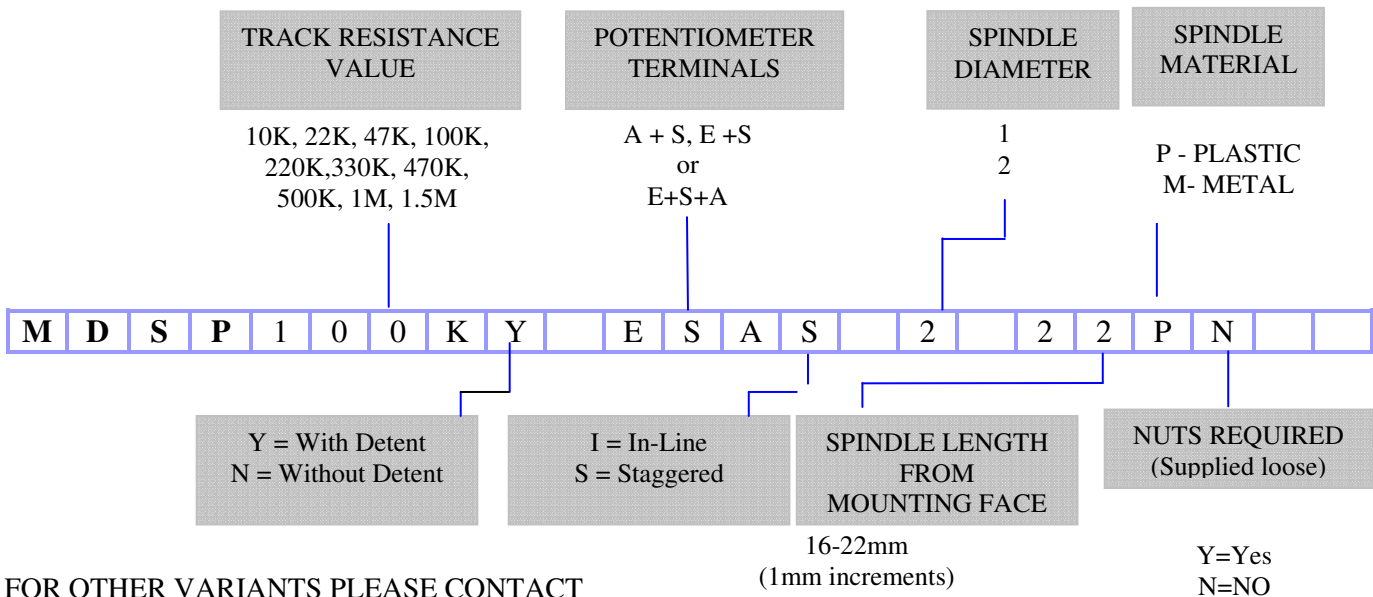 TRACK RESISTANCE
VALUE
10K, 22K, 47K, 100K,
220K,330K, 470K,
500K, 1M, 1.5M
POTENTIOMETER
TERMINALS
A + S, E +S
or
E+S+A
SPINDLE
DIAMETER
1
2
SPINDLE
MATERIAL
P - PLASTIC
M- METAL
M D S P 1 0 0 K Y E S A S 2 2 2 P N
Y = With Detent
N = Without Detent
I = In-Line
S = Staggered
SPINDLE LENGTH
FROM
MOUNTING FACE
16-22mm
(1mm increments)
NUTS REQUIRED
(Supplied loose)
Y=Yes
N=NO
FOR OTHER VARIANTS PLEASE CONTACT